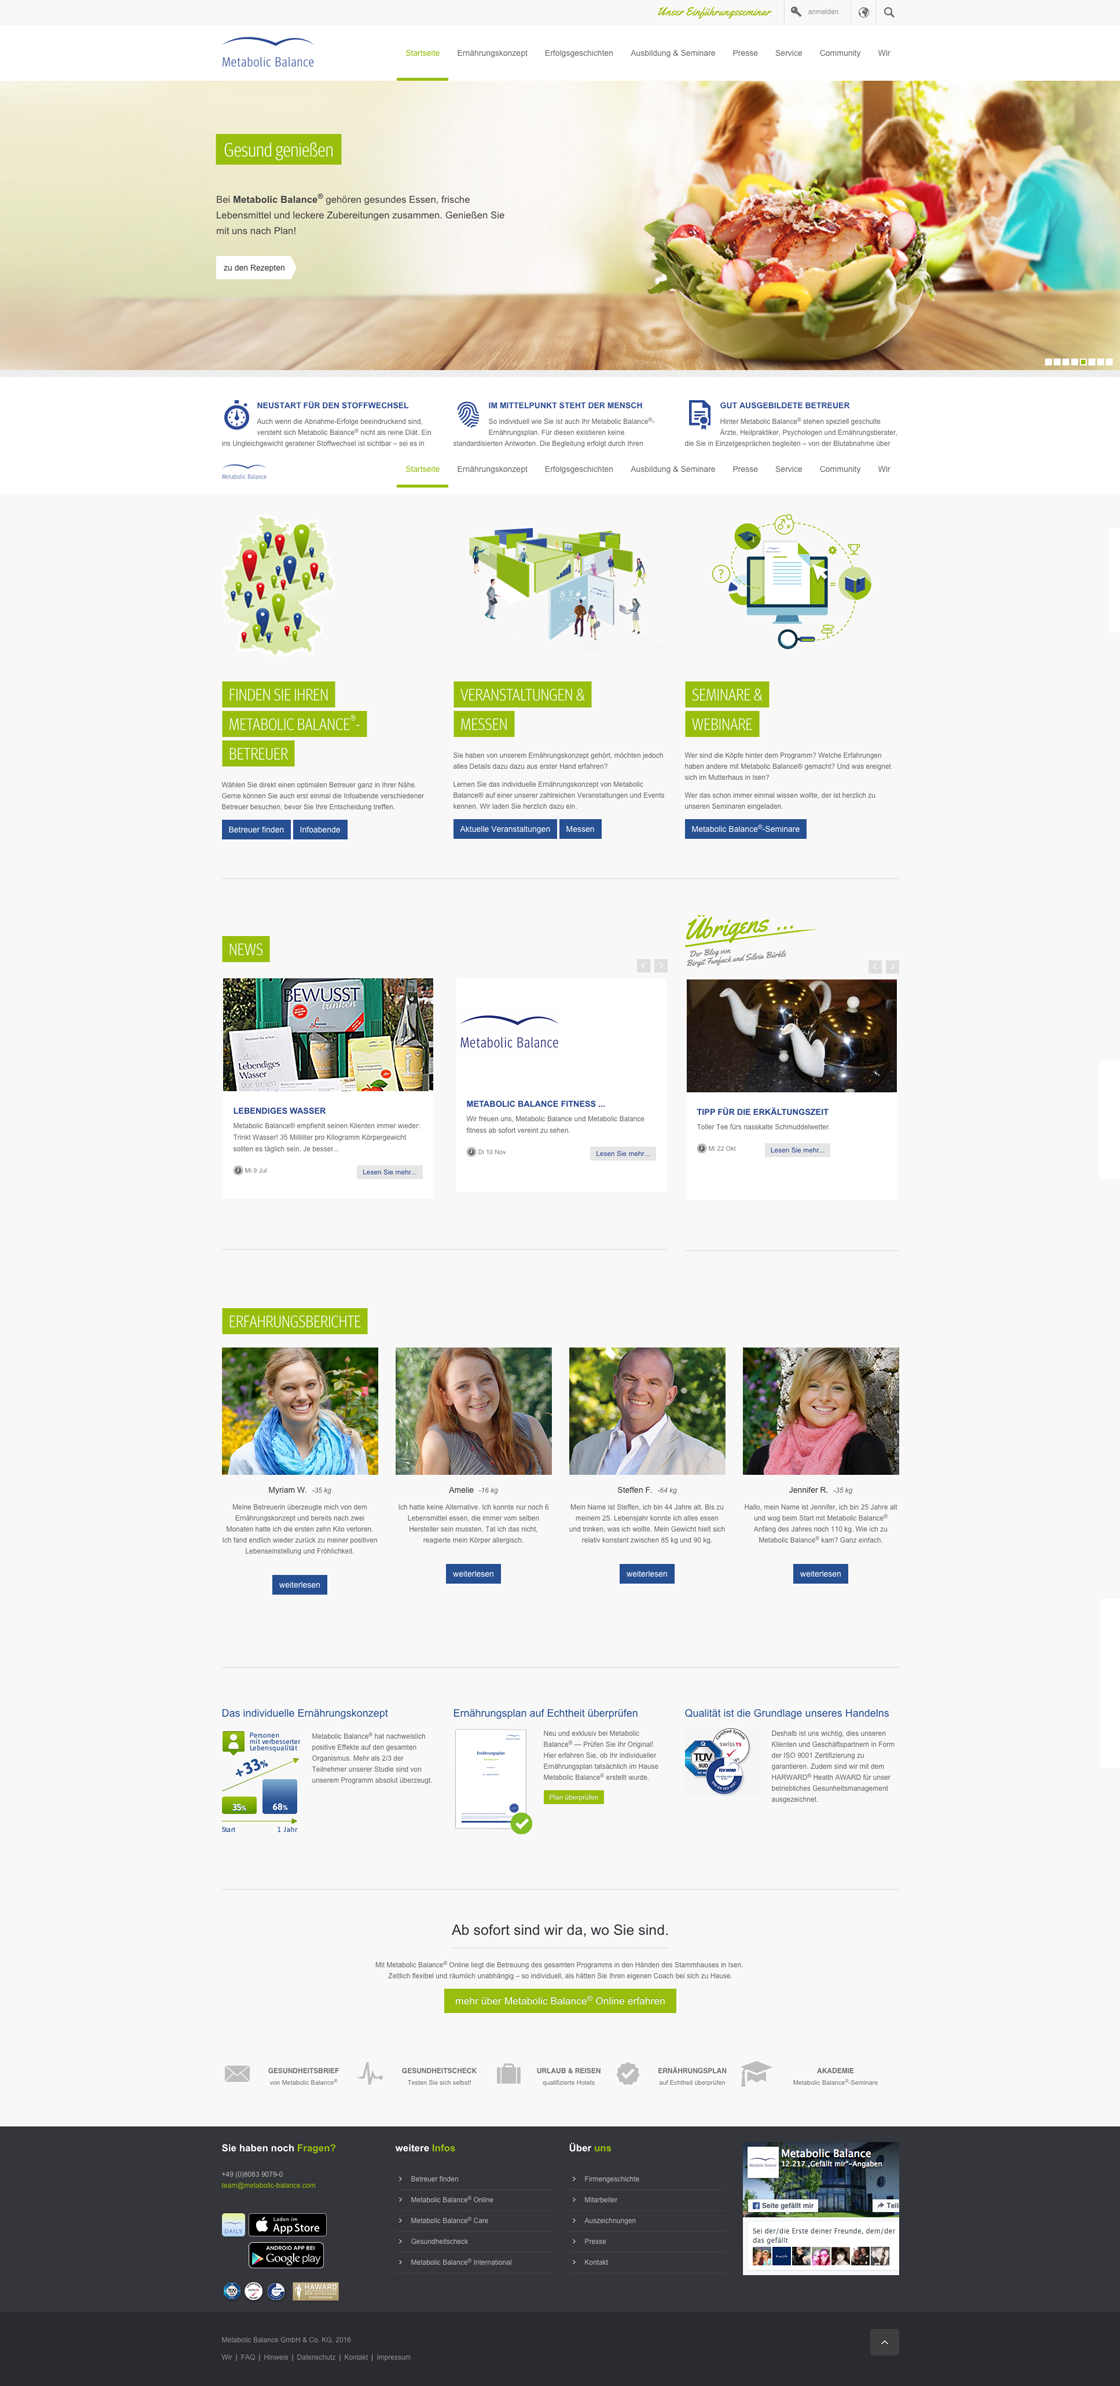 Unser Einführungsseminar
anmelden
Metabolic Balance
Startseite Ernährungskonzept Erfolgsgeschichten Ausbildung & Seminare Presse Service Community Wir
Gesund genießen
Bei Metabolic Balance® gehören gesundes Essen, frische
Lebensmittel und leckere Zubereitungen zusammen. Genießen Sie
mit uns nach Plan!
zu den Rezepten
NEUSTART FÜR DEN STOFFWECHSEL
Auch wenn die Abnahme-Erfolge beeindruckend sind,
versteht sich Metabolic Balance® nicht als reine Diät. Ein
ins Ungleichgewicht geratener Stoffwechsel ist sichtbar – sei es in
IM MITTELPUNKT STEHT DER MENSCH
So individuell wie Sie ist auch Ihr Metabolic Balance®-
Ernährungsplan. Für diesen existieren keine
standardisierten Antworten. Die Begleitung erfolgt durch Ihren
GUT AUSGEBILDETE BETREUER
Hinter Metabolic Balance® stehen speziell geschulte
Ärzte, Heilpraktiker, Psychologen und Ernährungsberater,
die Sie in Einzelgesprächen begleiten – von der Blutabnahme über
Metabolic Balance
Startseite Ernährungskonzept Erfolgsgeschichten Ausbildung & Seminare Presse Service Community Wir
FINDEN SIE IHREN
METABOLIC BALANCE®-
BETREUER
Wählen Sie direkt einen optimalen Betreuer ganz in Ihrer Nähe.
Gerne können Sie auch erst einmal die Infoabende verschiedener
Betreuer besuchen, bevor Sie Ihre Entscheidung treffen.
Betreuer finden Infoabende
VERANSTALTUNGEN &
MESSEN
Sie haben von unserem Ernährungskonzept gehört, möchten jedoch
alles Details dazu dazu aus erster Hand erfahren?
Lernen Sie das individuelle Ernährungskonzept von Metabolic
Balance® auf einer unserer zahlreichen Veranstaltungen und Events
kennen. Wir laden Sie herzlich dazu ein.
Aktuelle Veranstaltungen Messen
SEMINARE &
WEBINARE
Wer sind die Köpfe hinter dem Programm? Welche Erfahrungen
haben andere mit Metabolic Balance® gemacht? Und was ereignet
sich im Mutterhaus in Isen?
Wer das schon immer einmal wissen wollte, der ist herzlich zu
unseren Seminaren eingeladen.
Metabolic Balance®-Seminare
NEWS
Übrigens ...
Der Blog von
Birgit Funfack und Silvia Bürkle
BEWUSST
trinken
Lebendiges
Wasser
LEBENDIGES WASSER
Metabolic Balance® empfiehlt seinen Klienten immer wieder:
Trinkt Wasser! 35 Milliliter pro Kilogramm Körpergewicht
sollten es täglich sein. Je besser...
Mi 9 Jul
Lesen Sie mehr...
Metabolic Balance
METABOLIC BALANCE FITNESS ...
Wir freuen uns, Metabolic Balance und Metabolic Balance
fitness ab sofort vereint zu sehen.
Di 10 Nov
Lesen Sie mehr...
TIPP FÜR DIE ERKÄLTUNGSZEIT
Toller Tee fürs nasskalte Schmuddelwetter.
Mi 22 Okt
Lesen Sie mehr...
ERFAHRUNGSBERICHTE
Myriam W. -35 kg
Meine Betreuerin überzeugte mich von dem
Ernährungskonzept und bereits nach zwei
Monaten hatte ich die ersten zehn Kilo verloren.
Ich fand endlich wieder zurück zu meiner positiven
Lebenseinstellung und Fröhlichkeit.
weiterlesen
Amelie -16 kg
Ich hatte keine Alternative. Ich konnte nur noch 6
Lebensmittel essen, die immer vom selben
Hersteller sein mussten. Tat ich das nicht,
reagierte mein Körper allergisch.
weiterlesen
Steffen F. -64 kg
Mein Name ist Steffen, ich bin 44 Jahre alt. Bis zu
meinem 25. Lebensjahr konnte ich alles essen
und trinken, was ich wollte. Mein Gewicht hielt sich
relativ konstant zwischen 85 kg und 90 kg.
weiterlesen
Jennifer R. -35 kg
Hallo, mein Name ist Jennifer, ich bin 25 Jahre alt
und wog beim Start mit Metabolic Balance®
Anfang des Jahres noch 110 kg. Wie ich zu
Metabolic Balance® kam? Ganz einfach.
weiterlesen
Das individuelle Ernährungskonzept
Personen
mit verbesserter
Lebensqualität
+33%
35%
68%
Start 1 Jahr
Metabolic Balance® hat nachweislich
positive Effekte auf den gesamten
Organismus. Mehr als 2/3 der
Teilnehmer unserer Studie sind von
unserem Programm absolut überzeugt.
Ernährungsplan auf Echtheit überprüfen
Ernährungsplan
Neu und exklusiv bei Metabolic
Balance® — Prüfen Sie Ihr Original!
Hier erfahren Sie, ob Ihr individueller
Ernährungsplan tatsächlich im Hause
Metabolic Balance® erstellt wurde.
Plan überprüfen
Qualität ist die Grundlage unseres Handelns
Certified System
SWISS TS
TÜV
SÜD
TÜV NORD
Deshalb ist uns wichtig, dies unseren
Klienten und Geschäftspartnern in Form
der ISO 9001 Zertifizierung zu
garantieren. Zudem sind wir mit dem
HARWARD® Health AWARD für unser
betriebliches Gesunheitsmanagement
ausgezeichnet.
Ab sofort sind wir da, wo Sie sind.
Mit Metabolic Balance® Online liegt die Betreuung des gesamten Programms in den Händen des Stammhauses in Isen.
Zeitlich flexibel und räumlich unabhängig – so individuell, als hätten Sie Ihren eigenen Coach bei sich zu Hause.
mehr über Metabolic Balance® Online erfahren
GESUNDHEITSBRIEF
von Metabolic Balance®
GESUNDHEITSCHECK
Testen Sie sich selbst!
URLAUB & REISEN
qualifizierte Hotels
ERNÄHRUNGSPLAN
auf Echtheit überprüfen
AKADEMIE
Metabolic Balance®-Seminare
Sie haben noch Fragen?
+49 (0)8083 9079-0
team@metabolic-balance.com
DAILY
Laden im
App Store
ANDROID APP BEI
Google play
HAWARD
weitere Infos
Betreuer finden
Metabolic Balance® Online
Metabolic Balance® Care
Gesundheitscheck
Metabolic Balance® International
Über uns
Firmengeschichte
Mitarbeiter
Auszeichnungen
Presse
Kontakt
Metabolic Balance
12.217 „Gefällt mir“-Angaben
Seite gefällt mir
Teil
Sei der/die Erste deiner Freunde, dem/der
das gefällt
Metabolic Balance GmbH & Co. KG, 2016
Wir | FAQ | Hinweis | Datenschutz | Kontakt | Impressum